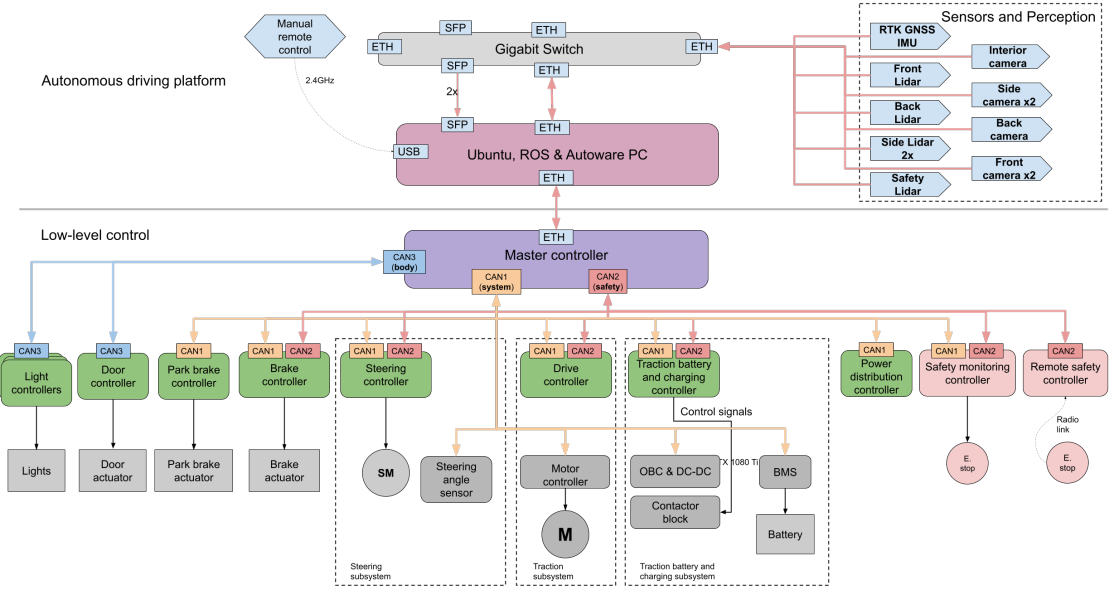 Manual
remote
control
SFP
ETH
Gigabit Switch
ETH
SFP
ETH
Sensors and Perception
RTK GNSS
IMU
Interior
camera
Front
Lidar
Side
camera x2
Back
Lidar
Back
camera
Side Lidar
2x
Front
camera x2
Safety
Lidar
Autonomous driving platform
2.4GHz
2x
SFP
ETH
USB
Ubuntu, ROS & Autoware PC
ETH
Low-level control
ETH
Master controller
CAN3
(body)
CAN1
(system)
CAN2
(safety)
CAN3
Light
controllers
CAN3
Door
controller
CAN1
Park brake
controller
CAN1
CAN2
Brake
controller
CAN1
CAN2
Steering
controller
CAN1
CAN2
Drive
controller
CAN1
CAN2
Traction battery
and charging
controller
CAN1
Power
distribution
controller
CAN1
CAN2
Safety monitoring
controller
CAN2
Remote safety
controller
Control signals
Radio
link
Lights
Door
actuator
Park brake
actuator
Brake
actuator
SM
Steering
angle
sensor
Motor
controller
M
OBC & DC-DC
TX 1080 Ti
BMS
Contactor
block
Battery
E.
stop
E.
stop
Steering
subsystem
Traction
subsystem
Traction battery and
charging subsystem